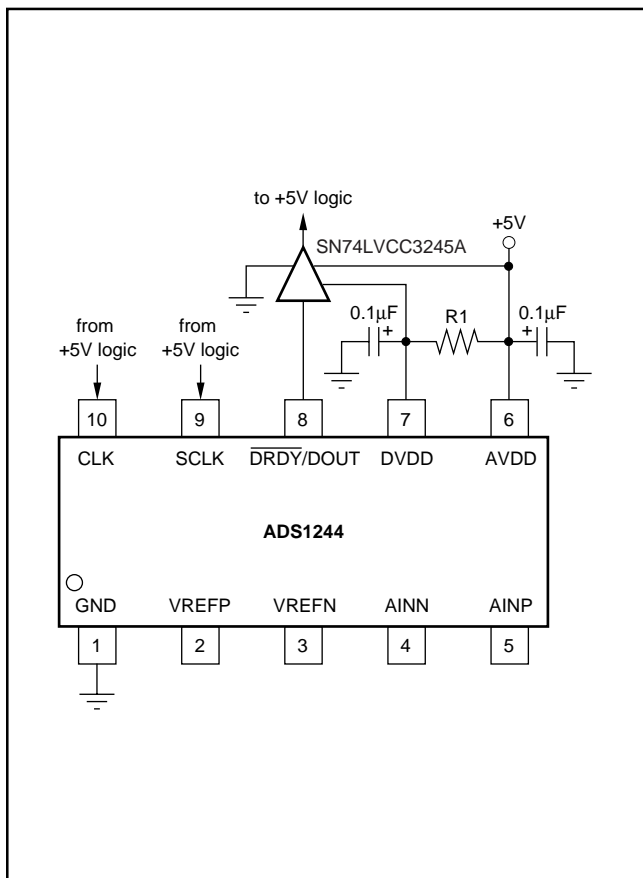 to +5V logic
SN74LVCC3245A
+5V
0.1µF
+
R1
0.1µF
+
from
+5V logic
from
+5V logic
10
9
8
7
6
CLK
SCLK
DRDY/DOUT
DVDD
AVDD
ADS1244
GND
VREFP
VREFN
AINN
AINP
1
2
3
4
5